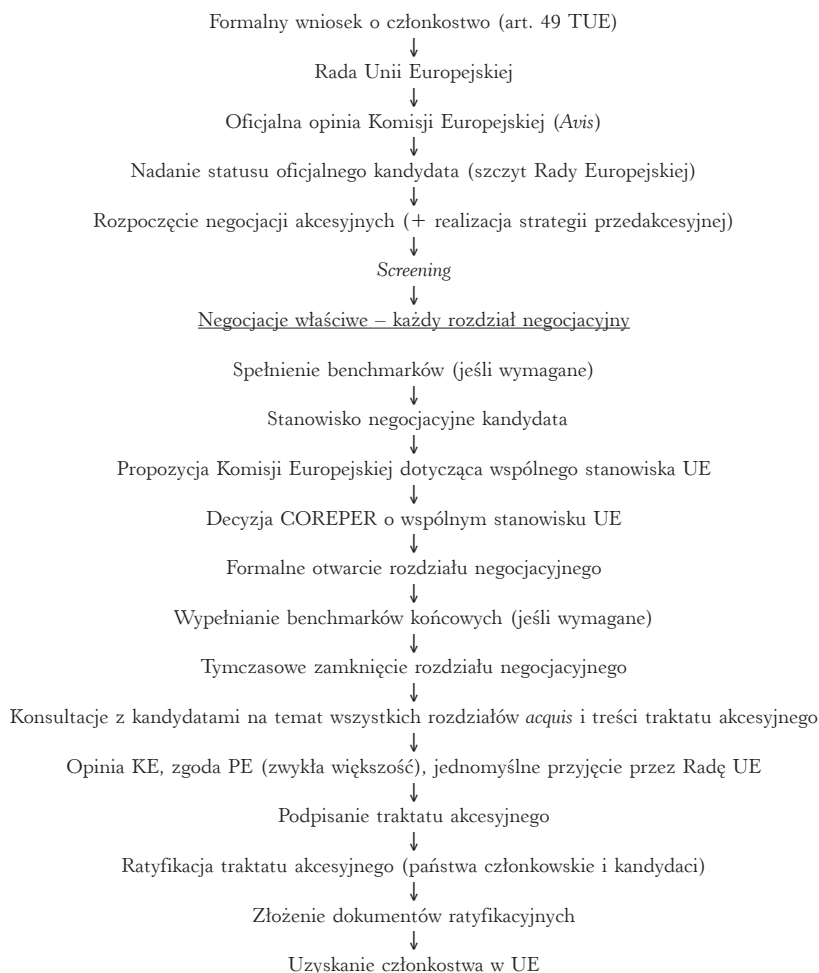 Formalny wniosek o członkostwo (art. 49 TUE)
Rada Unii Europejskiej
Oficjalna opinia Komisji Europejskiej (Avis)
Nadanie statusu oficjalnego kandydata (szczyt Rady Europejskiej)
Rozpoczęcie negocjacji akcesyjnych (+ realizacja strategii przedakcesyjnej)
Screening
Negocjacje właściwe – każdy rozdział negocjacyjny
Spełnienie benchmarków (jeśli wymagane)
Stanowisko negocjacyjne kandydata
Propozycja Komisji Europejskiej dotycząca wspólnego stanowiska UE
Decyzja COREPER o wspólnym stanowisku UE
Formalne otwarcie rozdziału negocjacyjnego
Wypełnianie benchmarków końcowych (jeśli wymagane)
Tymczasowe zamknięcie rozdziału negocjacyjnego
Konsultacje z kandydatami na temat wszystkich rozdziałów acquis i treści traktatu akcesyjnego
Opinia KE, zgoda PE (zwykła większość), jednomyślne przyjęcie przez Radę UE
Podpisanie traktatu akcesyjnego
Ratyfikacja traktatu akcesyjnego (państwa członkowskie i kandydaci)
Złożenie dokumentów ratyfikacyjnych
Uzyskanie członkostwa w UE